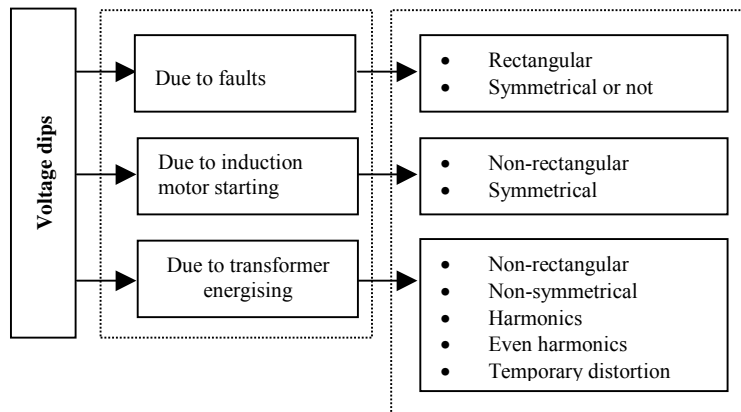 Voltage dips
Due to faults
• Rectangular
• Symmetrical or not
Due to induction
motor starting
• Non-rectangular
• Symmetrical
Due to transformer
energising
• Non-rectangular
• Non-symmetrical
• Harmonics
• Even harmonics
• Temporary distortion